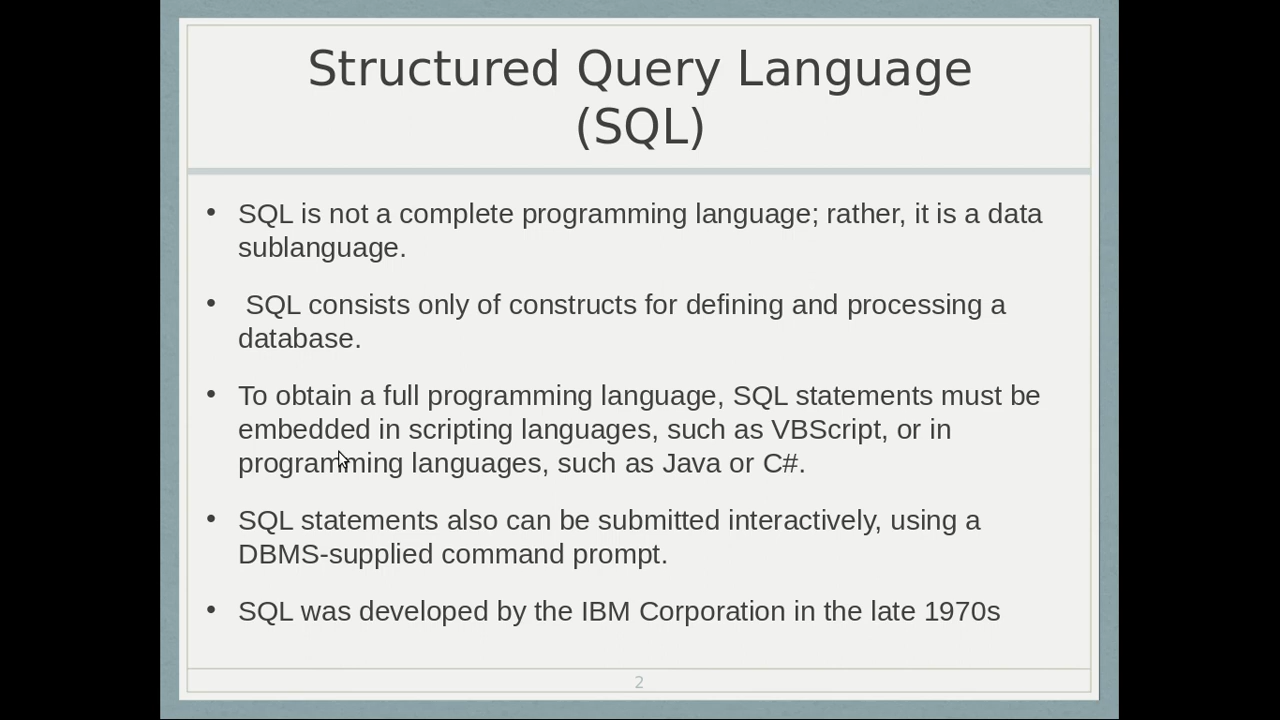 Structured Query Language
(SQL)
• SQL is not a complete programming language; rather, it is a data
sublanguage.
• SQL consists only of constructs for defining and processing a
database.
• To obtain a full programming language, SQL statements must be
embedded in scripting languages, such as VBScript, or in
programming languages, such as Java or C#.
• SQL statements also can be submitted interactively, using a
DBMS-supplied command prompt.
• SQL was developed by the IBM Corporation in the late 1970s
2